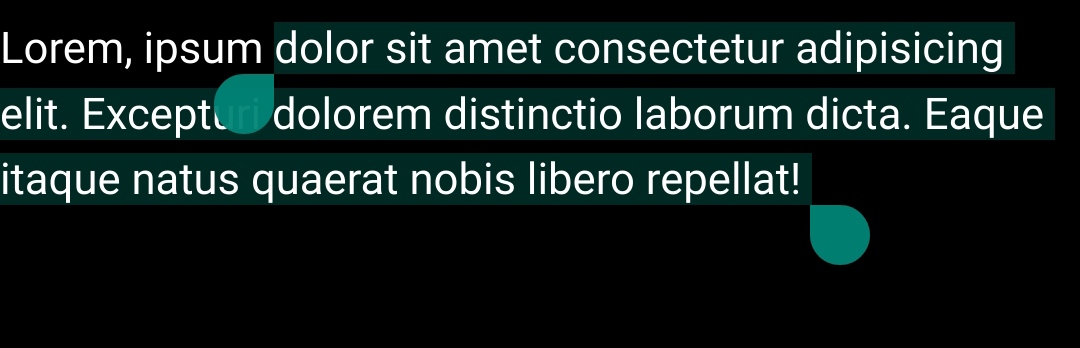 Lorem, ipsum dolor sit amet consectetur adipisicing
elit. Excepturi dolorem distinctio laborum dicta. Eaque
itaque natus quaerat nobis libero repellat!